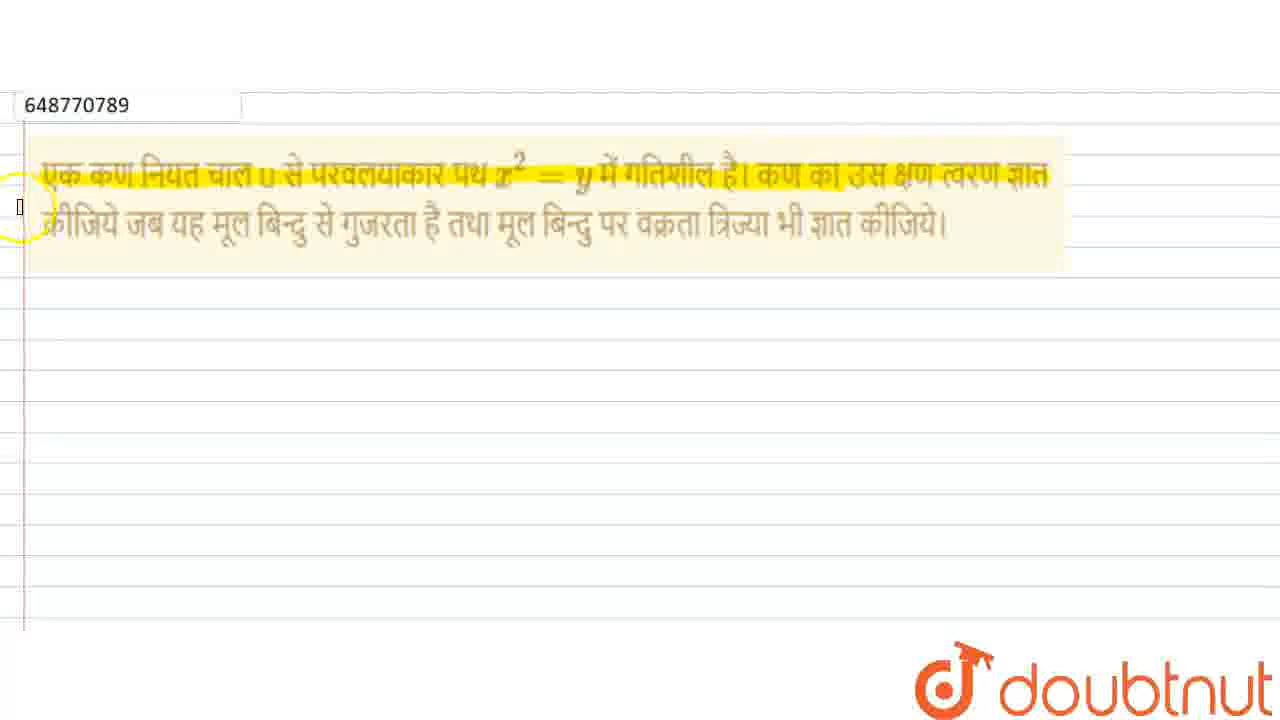 648770789
एक कण नियत चाल u से परवलयाकार पथ x² = y में गतिशील है। कण का उस क्षण त्वरण ज्ञात
कीजिये जब यह मूल बिन्दु से गुजरता है तथा मूल बिन्दु पर वक्रता त्रिज्या भी ज्ञात कीजिये।
doubtnut